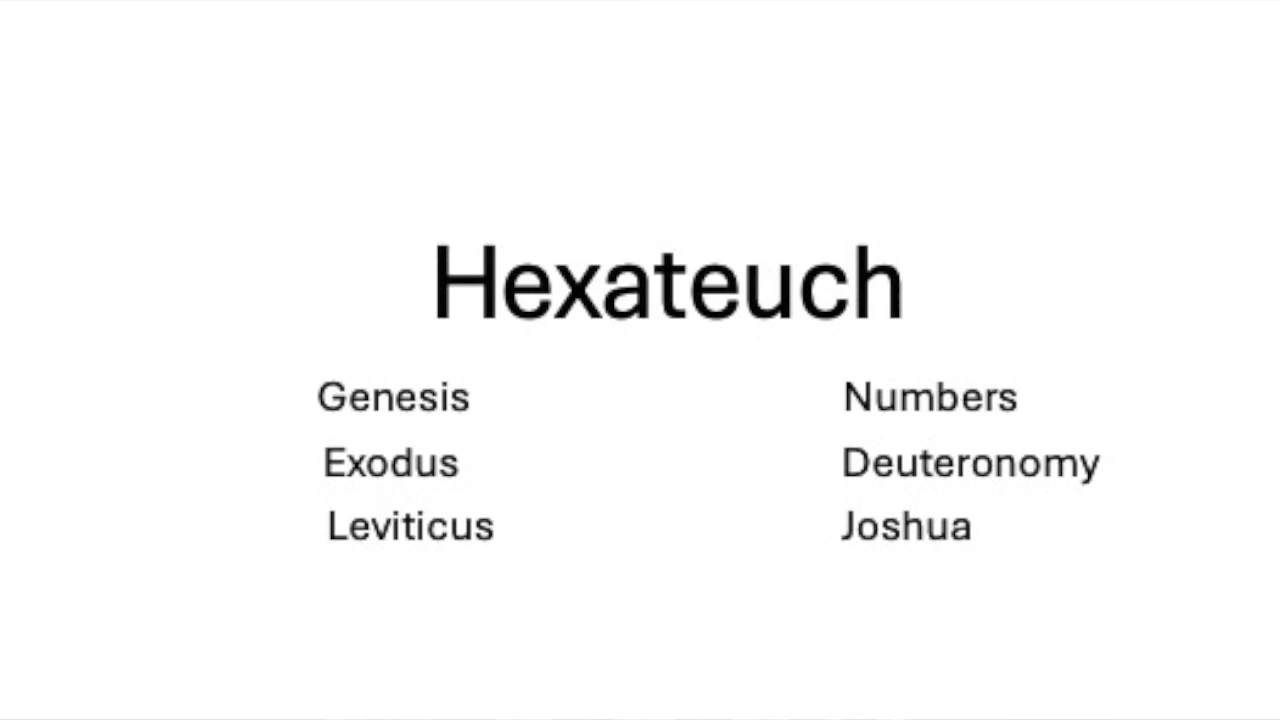 Hexateuch
Genesis
Exodus
Leviticus
Numbers
Deuteronomy
Joshua